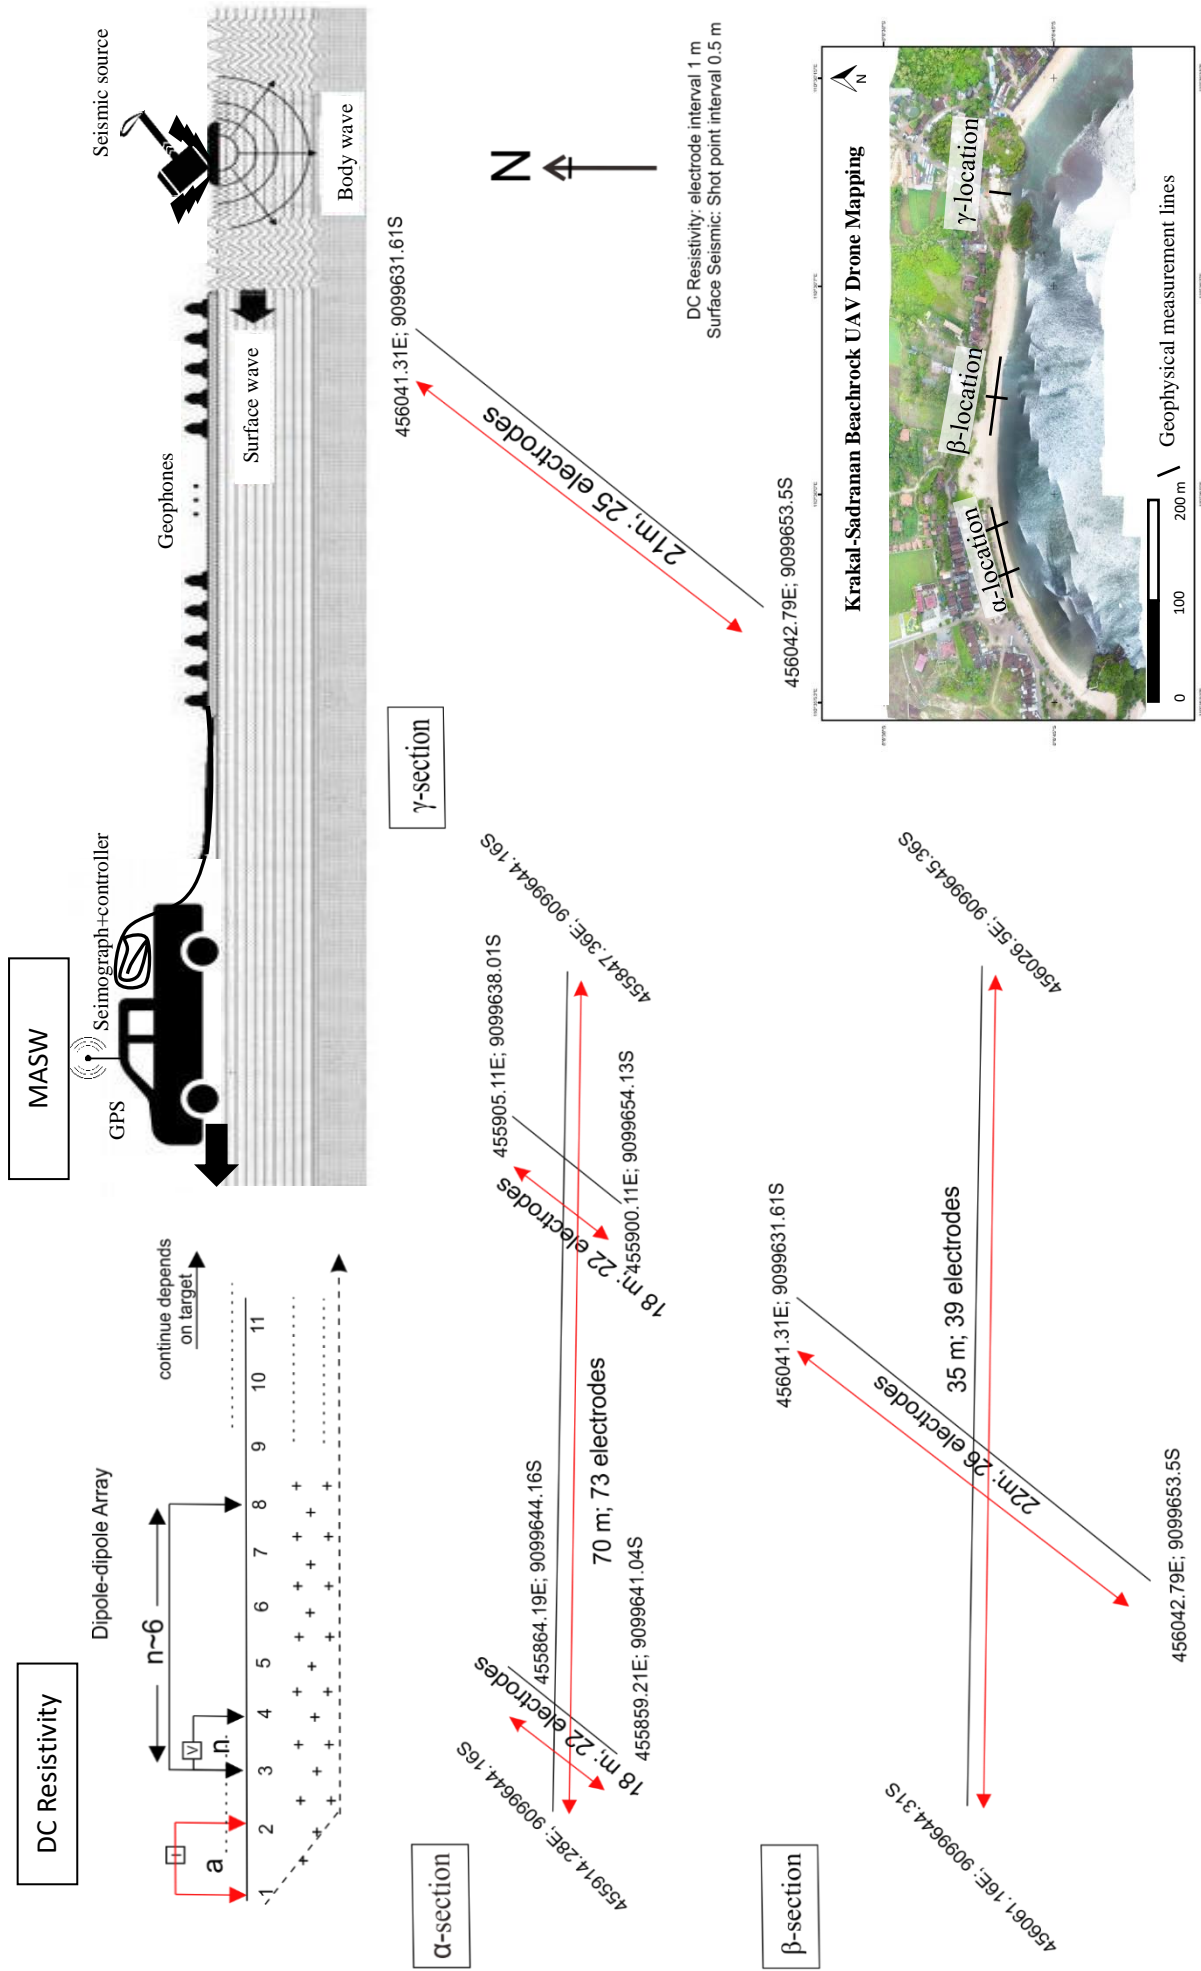 DC Resistivity
Dipole-dipole Array
n~6
I
V
a
n
1 2 3 4 5 6 7 8 9 10 11
continue depends
on target
MASW
GPS
Seimograph+controller
Geophones
...
Seismic source
Surface wave
Body wave
α-section
455914.28E; 9099644.16S
18 m; 22 electrodes
455864.19E; 9099644.16S
455859.21E; 9099641.04S
70 m; 73 electrodes
18 m; 22 electrodes
455905.11E; 9099638.01S
455900.11E; 9099654.13S
455847.36E; 9099644.16S
γ-section
456041.31E; 9099631.61S
21m; 25 electrodes
456042.79E; 9099653.5S
N
DC Resistivity: electrode interval 1 m
Surface Seismic: Shot point interval 0.5 m
β-section
456061.16E; 9099644.31S
22m; 26 electrodes
456041.31E; 9099631.61S
456042.79E; 9099653.5S
35 m; 39 electrodes
456026.5E; 9099645.36S
Krakal-Sadranan Beachrock UAV Drone Mapping
N
α-location
β-location
γ-location
0 100 200 m
Geophysical measurement lines